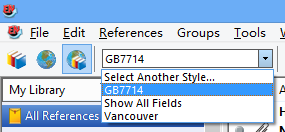 File Edit References Groups Tools
GB7714
Select Another Style...
My Library
GB7714
Show All Fields
All References
Vancouver